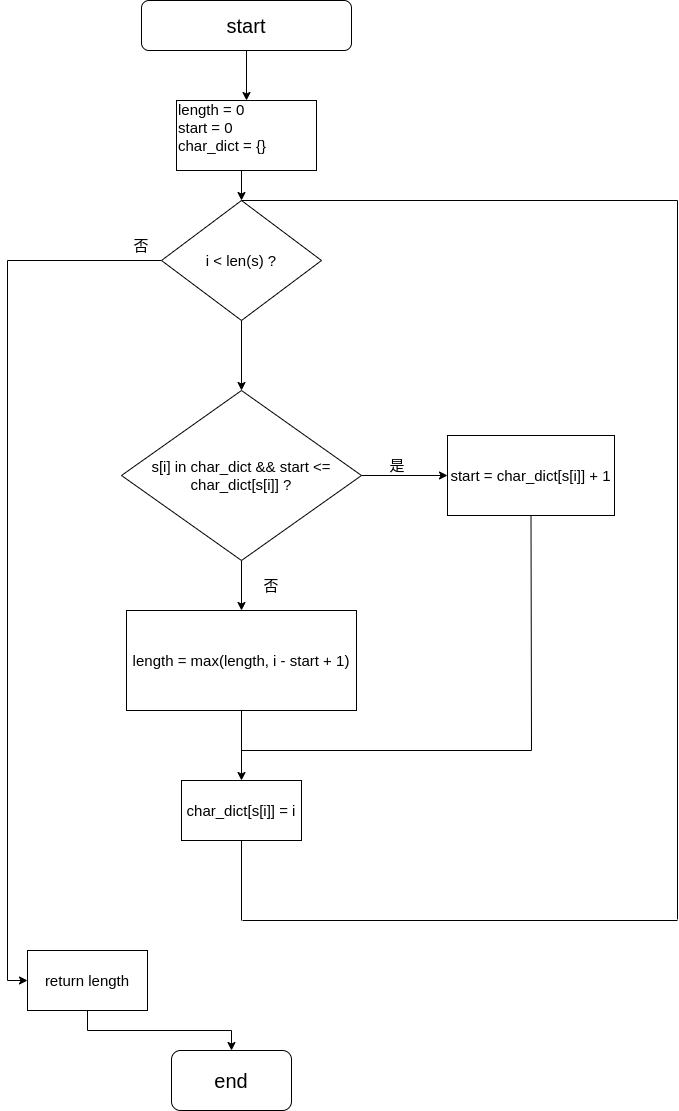 start
length = 0
start = 0
char_dict = {}
否
i < len(s) ?
s[i] in char_dict && start <=
char_dict[s[i]] ?
是
start = char_dict[s[i]] + 1
否
length = max(length, i - start + 1)
char_dict[s[i]] = i
return length
end